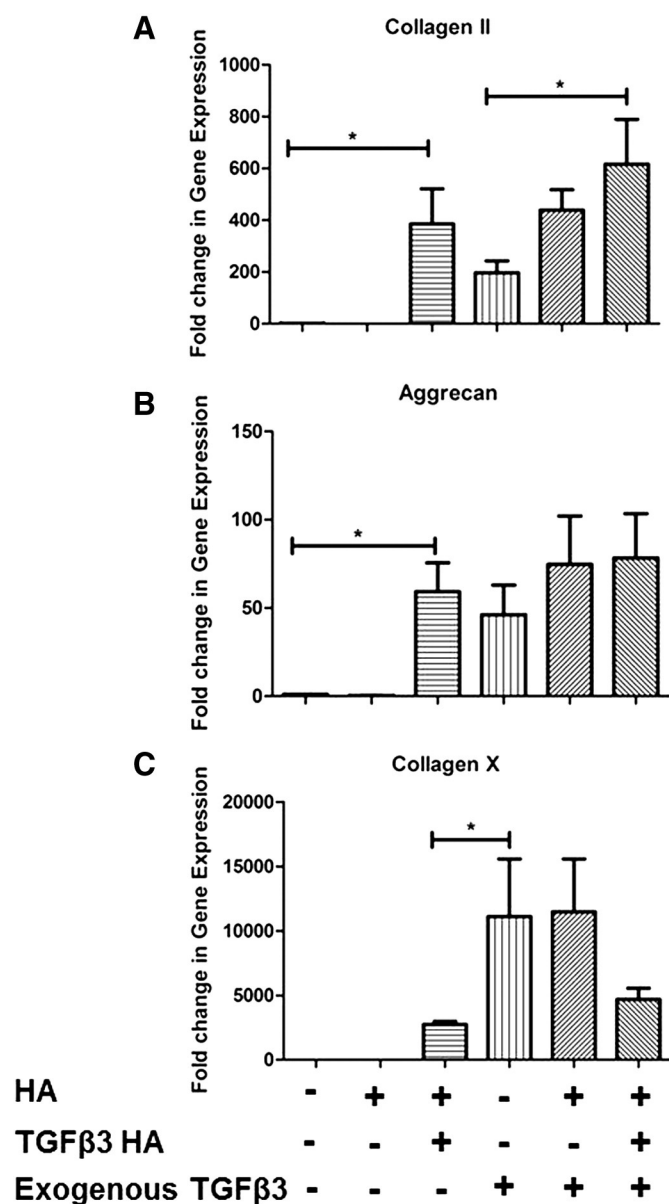 A
Collagen II
Fold change in Gene Expression
1000
800
600
400
200
0
*
*
B
Aggrecan
Fold change in Gene Expression
150
100
50
0
*
C
Collagen X
Fold change in Gene Expression
20000
15000
10000
5000
0
*
HA - + + - + +
TGFβ3 HA - - + - - +
Exogenous TGFβ3 - - - + + +